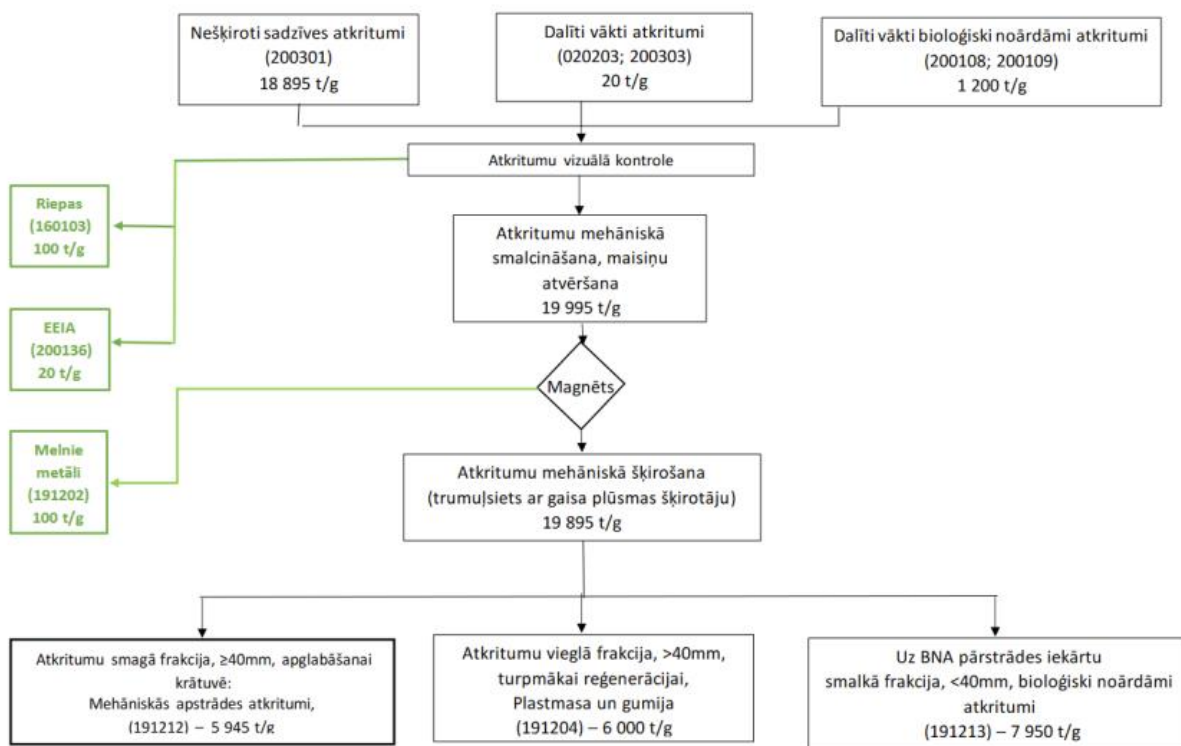 Nešķiroti sadzīves atkritumi
(200301)
18 895 t/g
Dalīti vākti atkritumi
(020203; 200303)
20 t/g
Dalīti vākti bioloģiski noārdāmi atkritumi
(200108; 200109)
1 200 t/g
Atkritumu vizuālā kontrole
Riepas
(160103)
100 t/g
Atkritumu mehāniskā
smalcināšana, maisiņu
atvēršana
19 995 t/g
EEIA
(200136)
20 t/g
Magnēts
Melnie
metāli
(191202)
100 t/g
Atkritumu mehāniskā šķirošana
(trumuļsiets ar gaisa plūsmas šķirotāju)
19 895 t/g
Atkritumu smagā frakcija, ≥40mm, apglabāšanai
krātuvē:
Mehāniskās apstrādes atkritumi,
(191212) – 5 945 t/g
Atkritumu vieglā frakcija, >40mm,
turpmākai reģenerācijai,
Plastmasa un gumija
(191204) – 6 000 t/g
Uz BNA pārstrādes iekārtu
smalkā frakcija, <40mm, bioloģiski noārdāmi
atkritumi
(191213) – 7 950 t/g